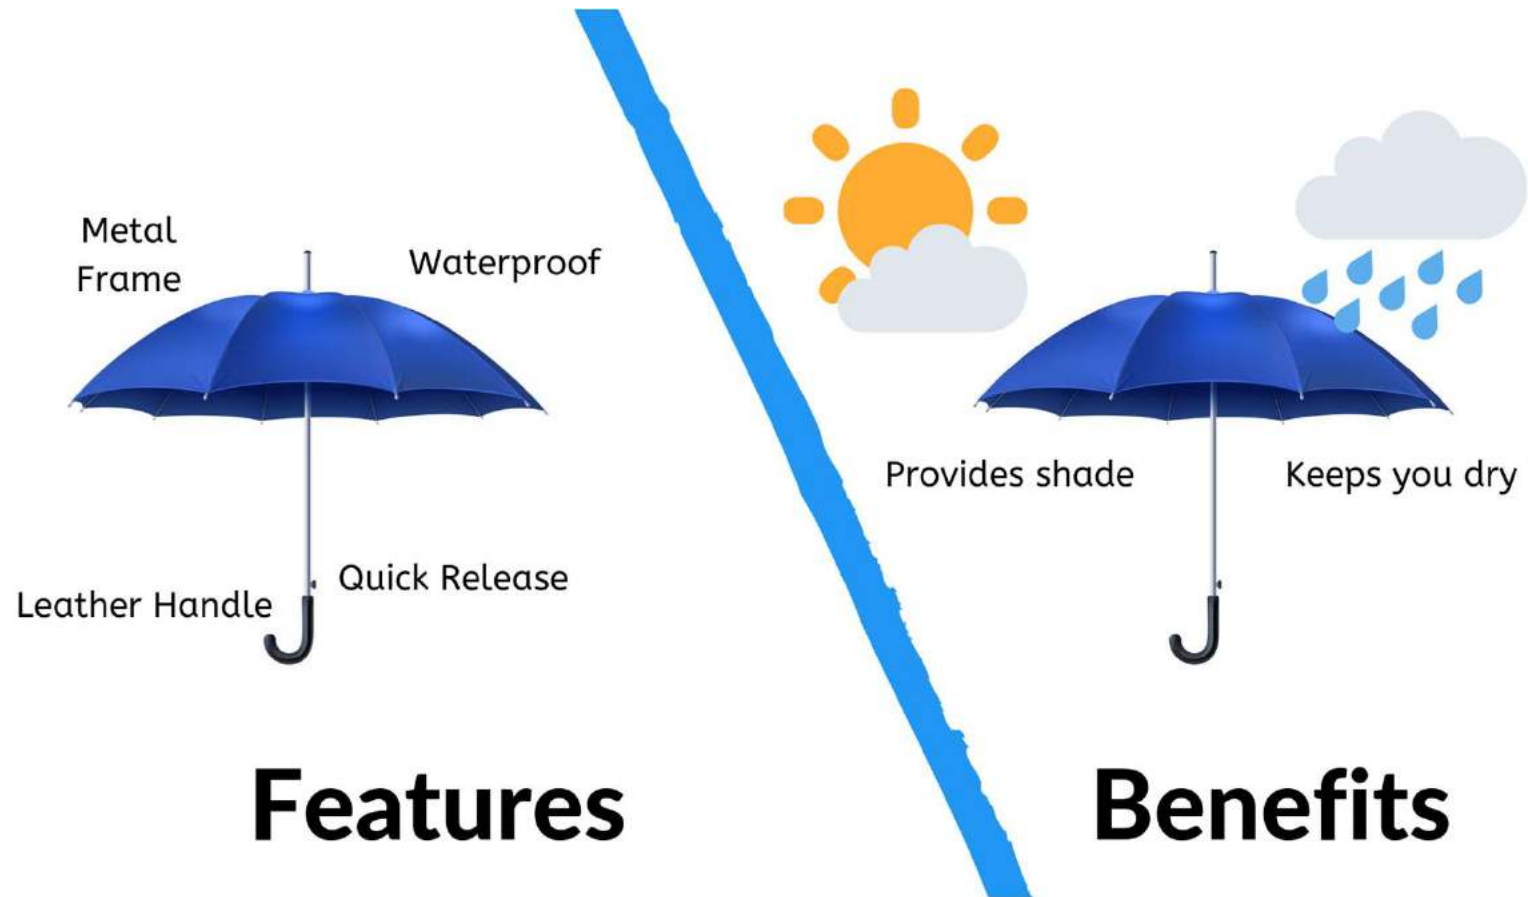 Metal
Frame
Waterproof
Leather Handle
Quick Release
Features
Provides shade
Keeps you dry
Benefits